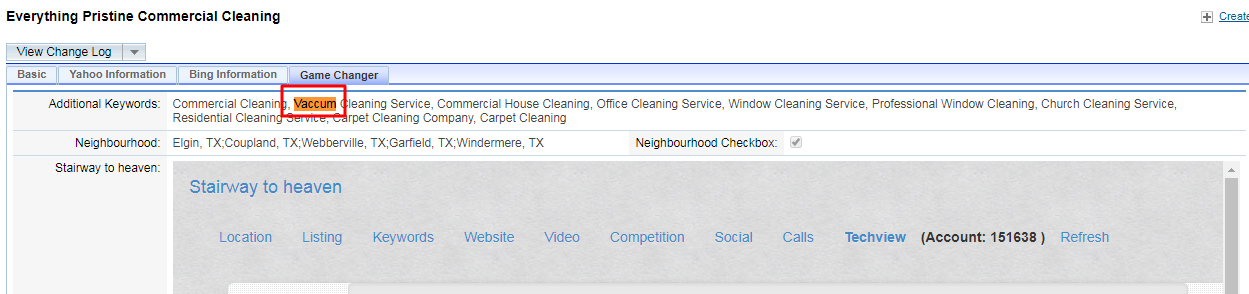 Everything Pristine Commercial Cleaning
Create
View Change Log
Basic Yahoo Information Bing Information Game Changer
Additional Keywords: Commercial Cleaning, Vaccum Cleaning Service, Commercial House Cleaning, Office Cleaning Service, Window Cleaning Service, Professional Window Cleaning, Church Cleaning Service,
Residential Cleaning Service, Carpet Cleaning Company, Carpet Cleaning
Neighbourhood: Elgin, TX;Coupland, TX;Webberville, TX;Garfield, TX;Windermere, TX Neighbourhood Checkbox:
Stairway to heaven:
Stairway to heaven
Location Listing Keywords Website Video Competition Social Calls Techview (Account: 151638 ) Refresh